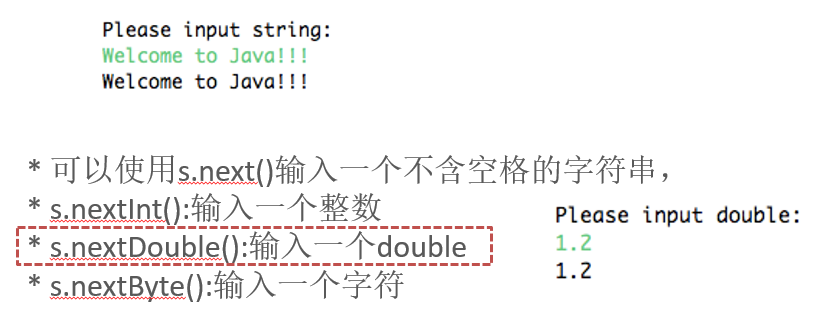 Please input string:
Welcome to Java!!!
Welcome to Java!!!
* 可以使用s.next()输入一个不含空格的字符串，
* s.nextInt():输入一个整数
* s.nextDouble():输入一个double
* s.nextByte():输入一个字符
Please input double:
1.2
1.2